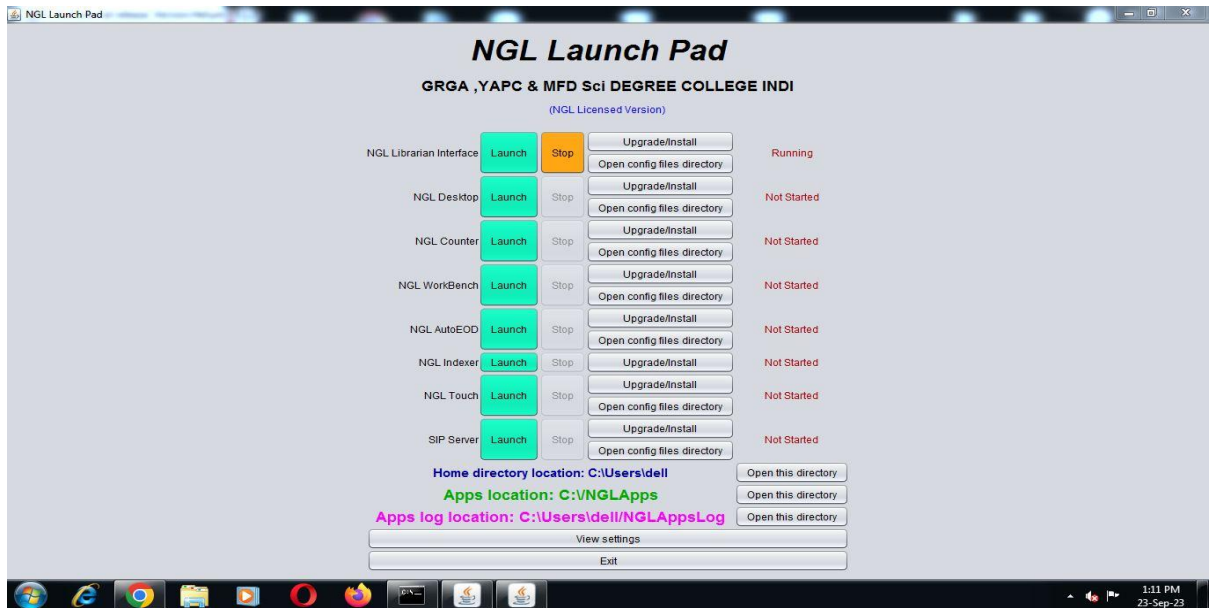 NGL Launch Pad
NGL Launch Pad
GRGA ,YAPC & MFD Sci DEGREE COLLEGE INDI
(NGL Licensed Version)
NGL Librarian Interface Launch Stop Upgrade/Install Running
Open config files directory
NGL Desktop Launch Stop Upgrade/Install Not Started
Open config files directory
NGL Counter Launch Stop Upgrade/Install Not Started
Open config files directory
NGL WorkBench Launch Stop Upgrade/Install Not Started
Open config files directory
NGL AutoEOD Launch Stop Upgrade/Install Not Started
Open config files directory
NGL Indexer Launch Stop Upgrade/Install Not Started
NGL Touch Launch Stop Upgrade/Install Not Started
Open config files directory
SIP Server Launch Stop Upgrade/Install Not Started
Open config files directory
Home directory location: C:\Users\dell Open this directory
Apps location: C:\/NGLApps Open this directory
Apps log location: C:\Users\dell/NGLAppsLog Open this directory
View settings
Exit
1:11 PM
23-Sep-23